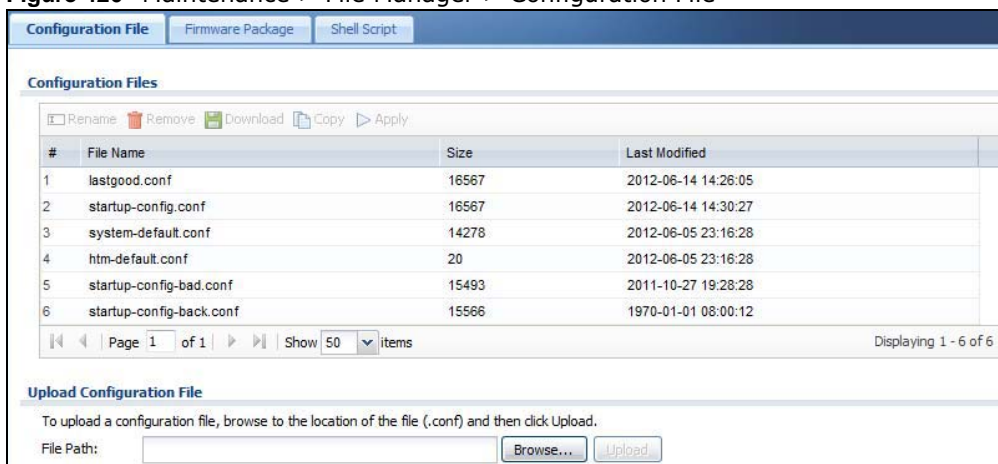 Maintenance > File Manager > Configuration File
Configuration File Firmware Package Shell Script
Configuration Files
Rename Remove Download Copy Apply
# File Name Size Last Modified
1 lastgood.conf 16567 2012-06-14 14:26:05
2 startup-config.conf 16567 2012-06-14 14:30:27
3 system-default.conf 14278 2012-06-05 23:16:28
4 htm-default.conf 20 2012-06-05 23:16:28
5 startup-config-bad.conf 15493 2011-10-27 19:28:28
6 startup-config-back.conf 15566 1970-01-01 08:00:12
Page 1 of 1 Show 50 items Displaying 1 - 6 of 6
Upload Configuration File
To upload a configuration file, browse to the location of the file (.conf) and then click Upload.
File Path: Browse... Upload